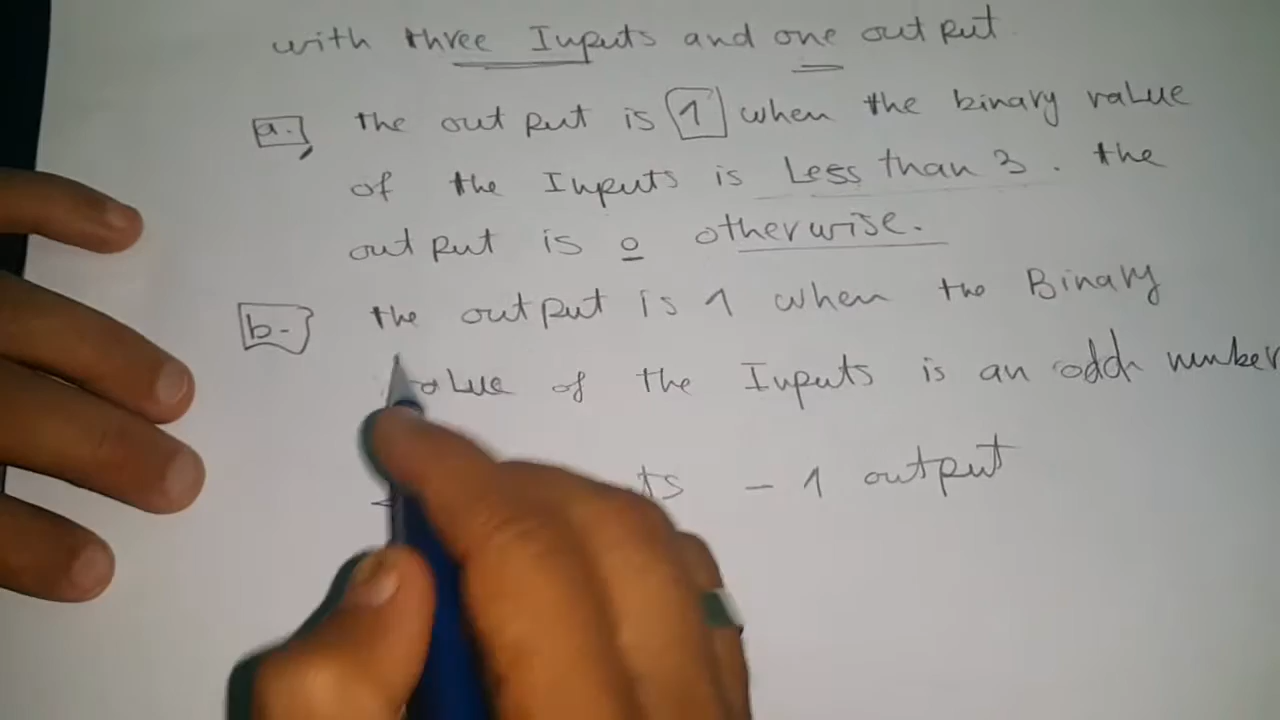 with three Inputs and one output
a. The output is 1 when the binary value
of the Inputs is Less than 3. The
output is 0 otherwise.
b. The output is 1 when the Binary
of the Inputs is an odd number
- 1 output